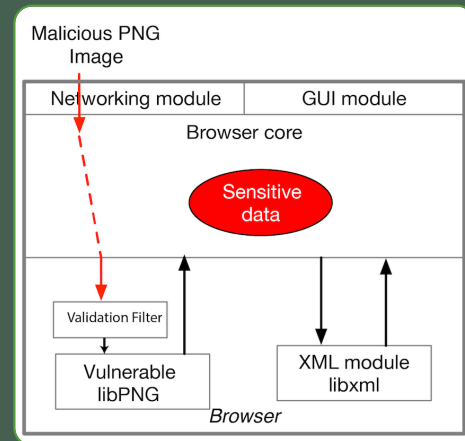 Malicious PNG
Image
Networking module
GUI module
Browser core
Sensitive
data
Validation Filter
Vulnerable
libPNG
XML module
libxml
Browser